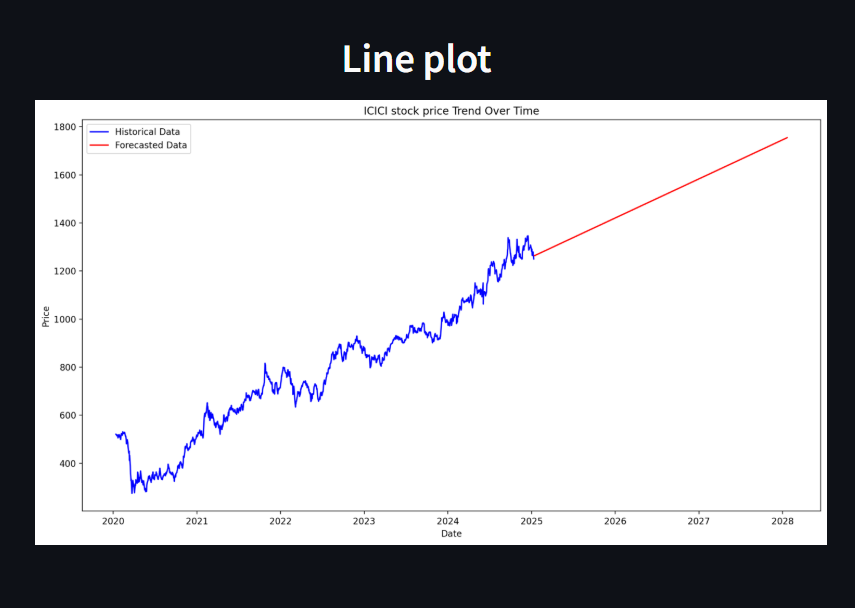 Line plot
ICICI stock price Trend Over Time
Historical Data
Forecasted Data
1800
1600
1400
1200
1000
800
600
400
Price
2020 2021 2022 2023 2024 2025 2026 2027 2028
Date